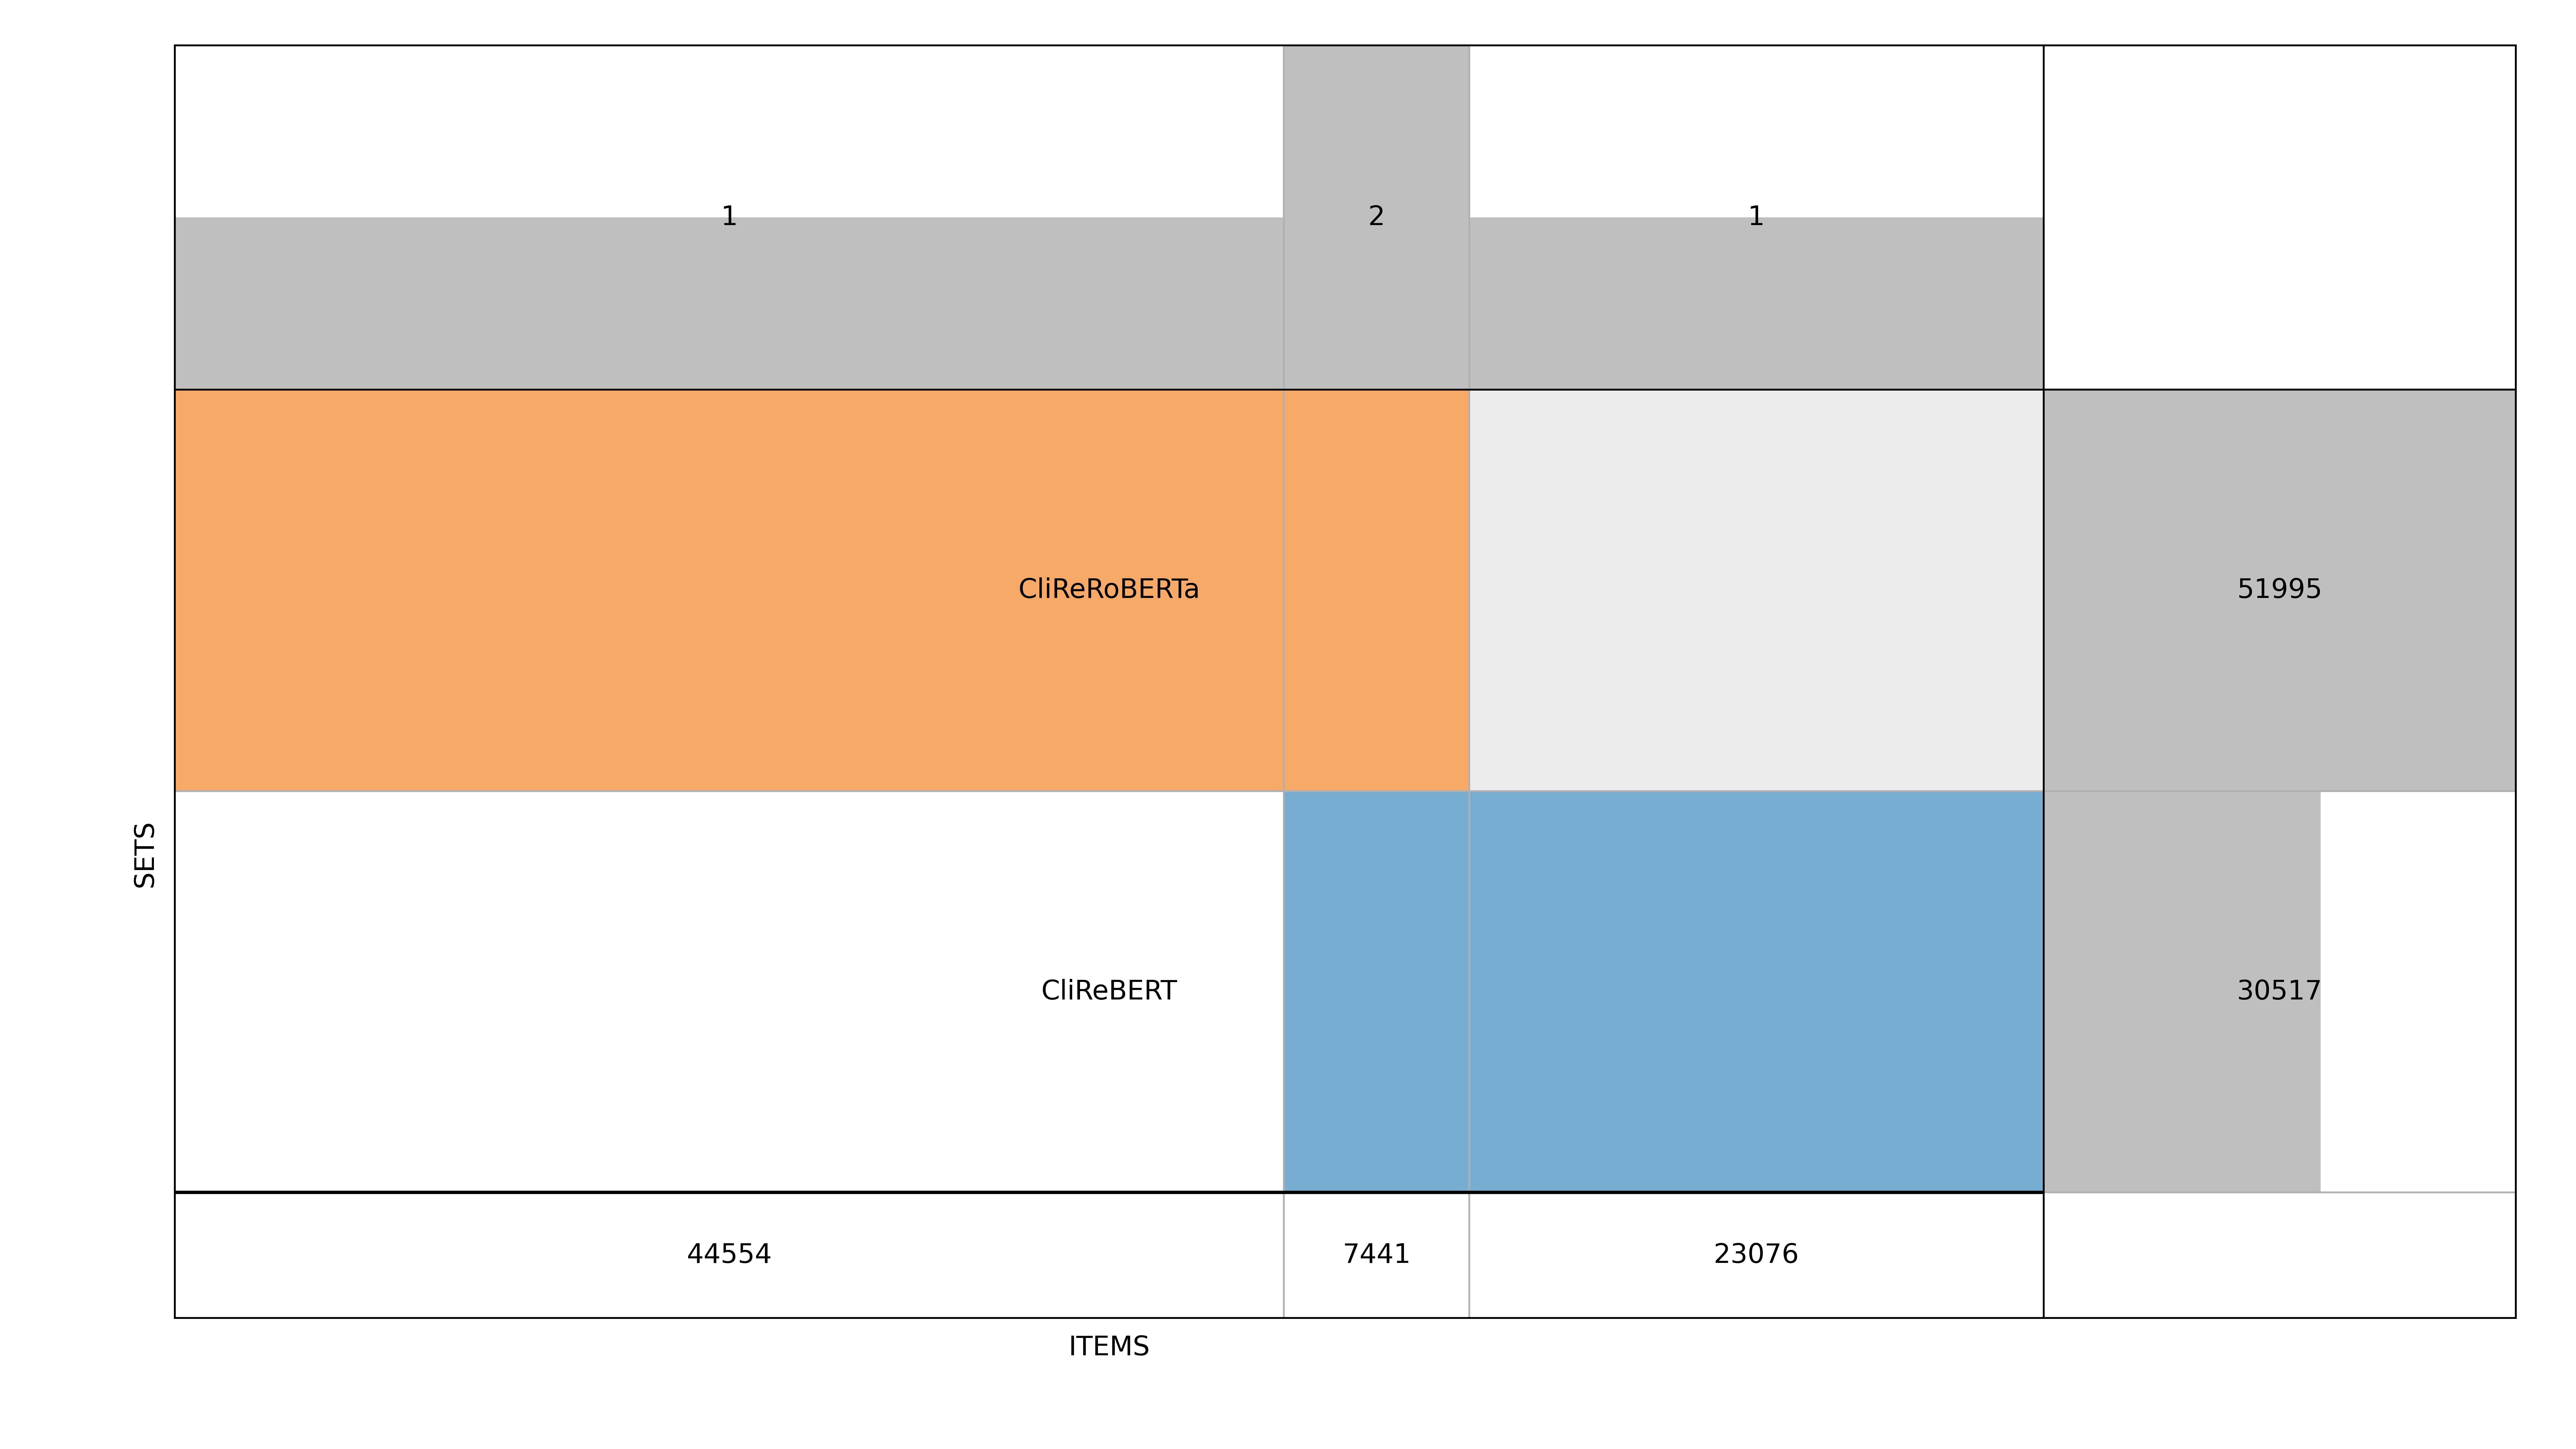 1 2 1
CliReRoBERTa 51995
SETS
CliReBERT 30517
44554 7441 23076
ITEMS